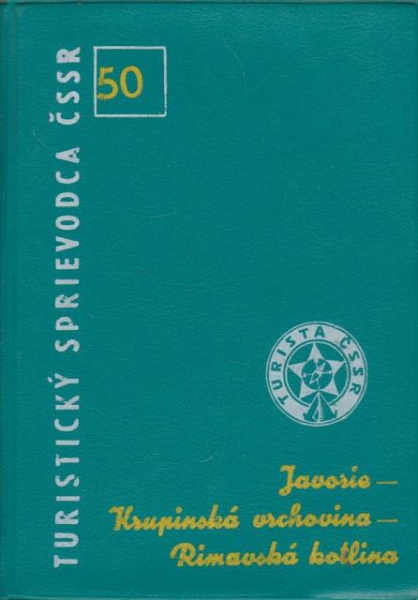 TURISTICKÝ SPRIEVODCA ČSSR
50
TURISTA ČSSR
Javorie –
Krupinská vrchovina –
Rimavská kotlina